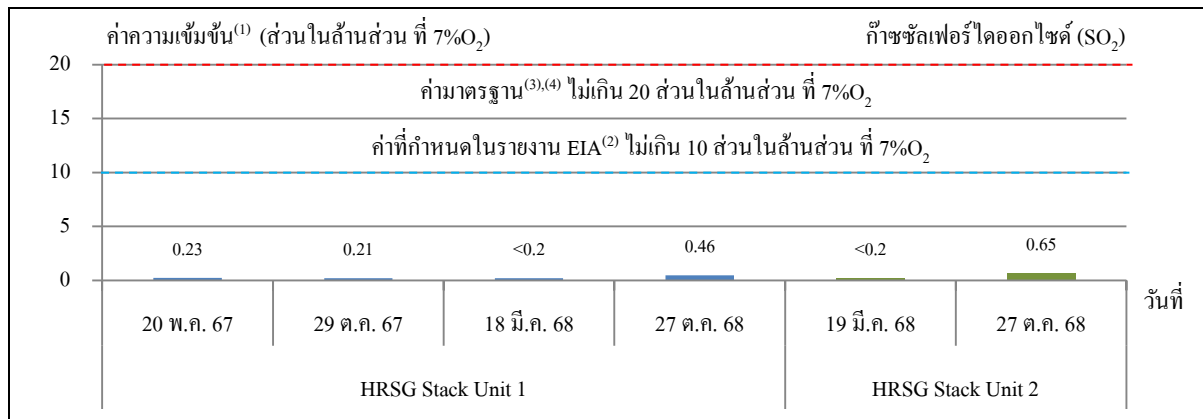 ค่าความเข้มข้น(1) (ส่วนในล้านส่วน ที่ 7%O2) ก๊าซซัลเฟอร์ไดออกไซด์ (SO2)
20
ค่ามาตรฐาน(3),(4) ไม่เกิน 20 ส่วนในล้านส่วน ที่ 7%O2
15
ค่าที่กำหนดในรายงาน EIA(2) ไม่เกิน 10 ส่วนในล้านส่วน ที่ 7%O2
10
5
0.23 0.21 <0.2 0.46 <0.2 0.65
0
วันที่
20 พ.ค. 67 29 ต.ค. 67 18 มี.ค. 68 27 ต.ค. 68 19 มี.ค. 68 27 ต.ค. 68
HRSG Stack Unit 1 HRSG Stack Unit 2